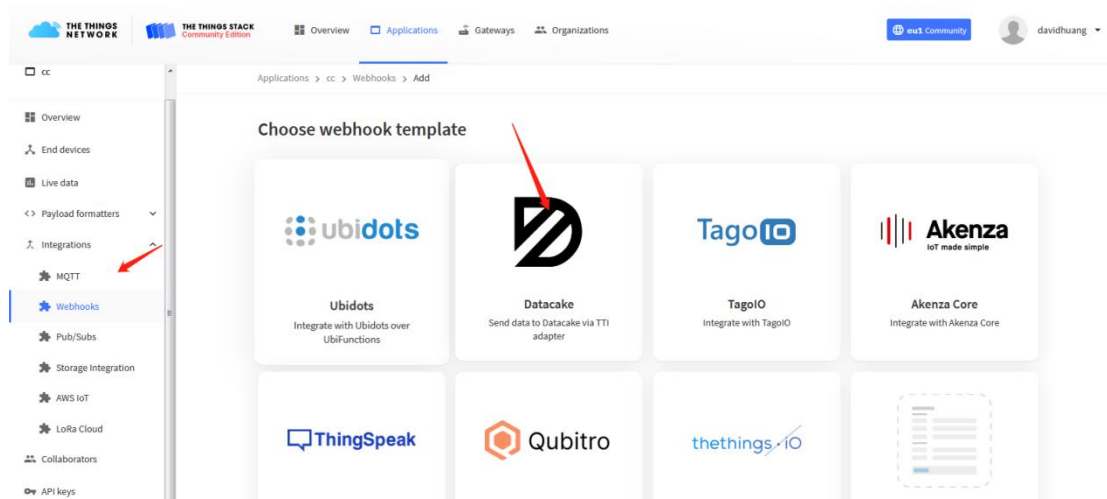 THE THINGS
NETWORK
THE THINGS STACK
Community Edition
Overview
Applications
Gateways
Organizations
eu1 Community
davidhuang
cc
Applications > cc > Webhooks > Add
Overview
End devices
Live data
Payload formatters
Integrations
MQTT
Webhooks
Pub/Subs
Storage Integration
AWS IoT
LoRa Cloud
Collaborators
API keys
Choose webhook template
ubidots
Ubidots
Integrate with Ubidots over
UbiFunctions
Datacake
Send data to Datacake via TTI
adapter
TagoIO
TagoIO
Integrate with TagoIO
Akenza
IoT made simple
Akenza Core
Integrate with Akenza Core
ThingSpeak
Qubitro
thethings.iO